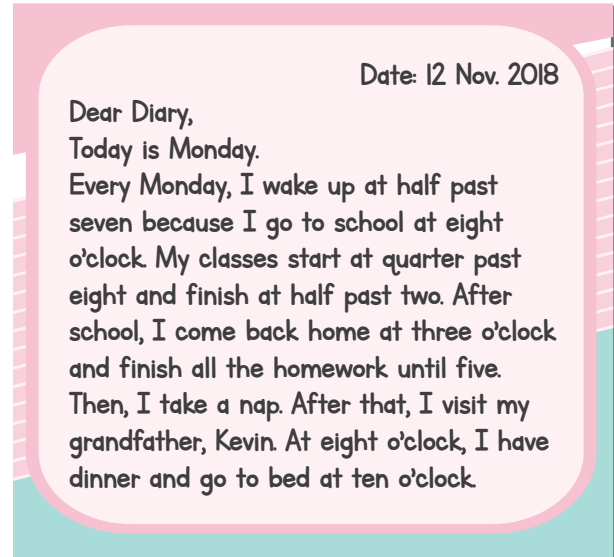 Date: 12 Nov. 2018
Dear Diary,
Today is Monday.
Every Monday, I wake up at half past
seven because I go to school at eight
o'clock. My classes start at quarter past
eight and finish at half past two. After
school, I come back home at three o'clock
and finish all the homework until five.
Then, I take a nap. After that, I visit my
grandfather, Kevin. At eight o'clock, I have
dinner and go to bed at ten o'clock.